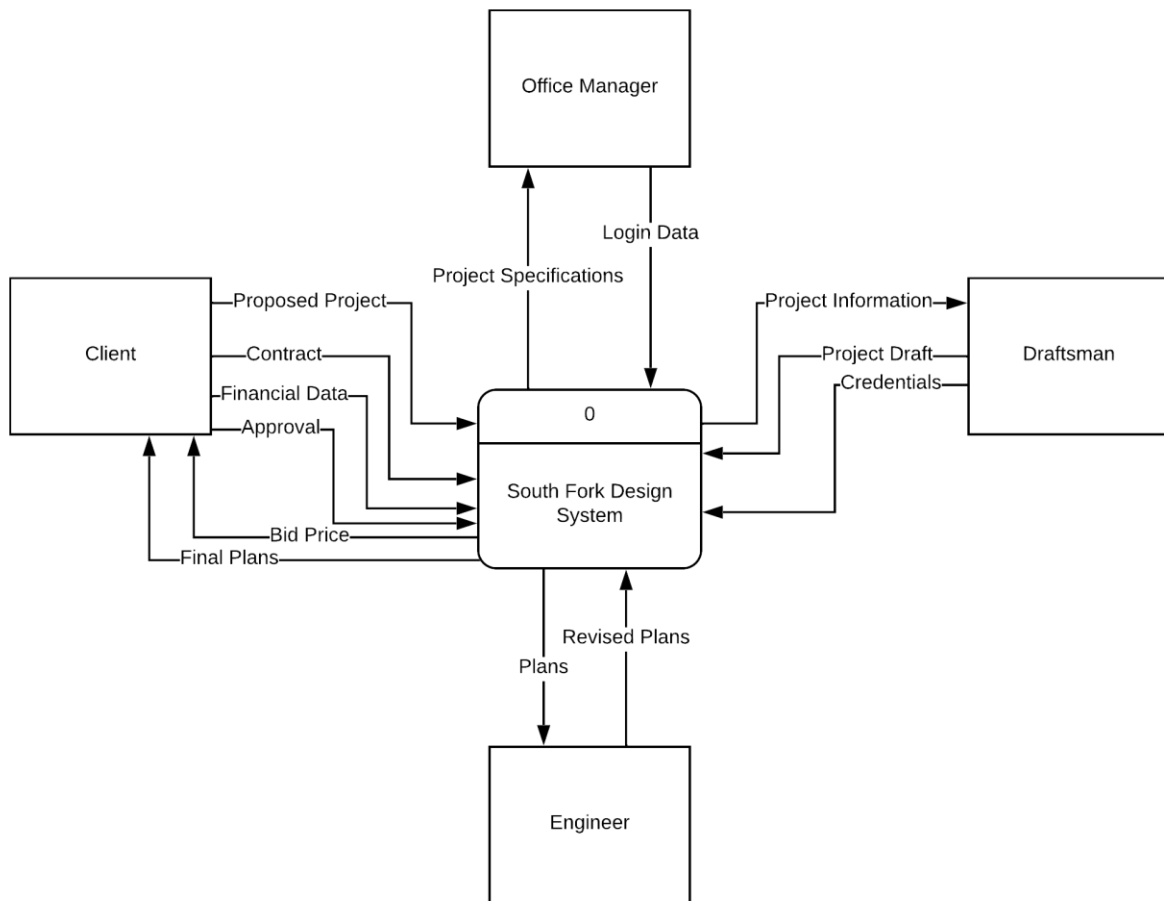 Office Manager
Login Data
Project Specifications
Proposed Project
Project Information
Client
Contract
Project Draft
Draftsman
Financial Data
Credentials
Approval
0
South Fork Design
System
Bid Price
Final Plans
Revised Plans
Plans
Engineer